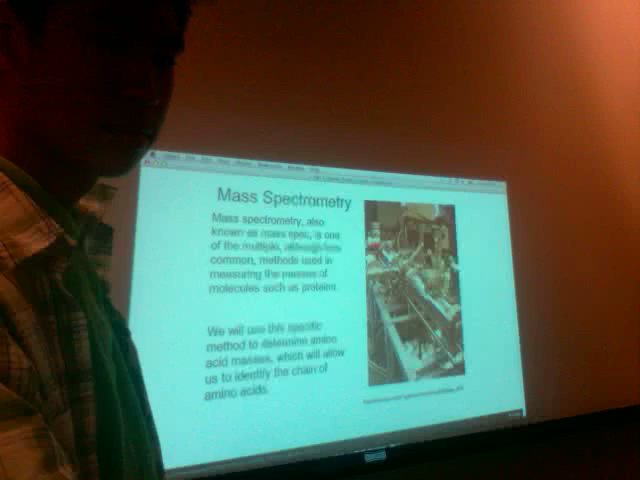 Mass Spectrometry
Mass spectrometry, also
known as mass spec, is one
of the multiple, although less
common, methods used in
measuring the masses of
molecules such as proteins.
We will use this specific
method to determine amino
acid masses, which will allow
us to identify the chain of
amino acids.